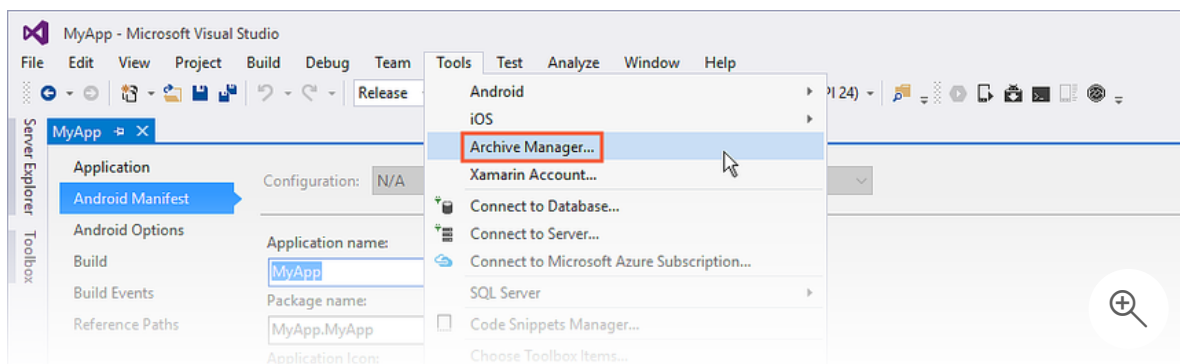 MyApp - Microsoft Visual Studio
File Edit View Project Build Debug Team Tools Test Analyze Window Help
Release
24)
Server Explorer
Toolbox
MyApp
Application
Android Manifest
Android Options
Build
Build Events
Reference Paths
Configuration: N/A
Application name:
MyApp
Package name:
MyApp.MyApp
Application Icon:
Android
iOS
Archive Manager...
Xamarin Account...
Connect to Database...
Connect to Server...
Connect to Microsoft Azure Subscription...
SQL Server
Code Snippets Manager...
Choose Toolbox Items...